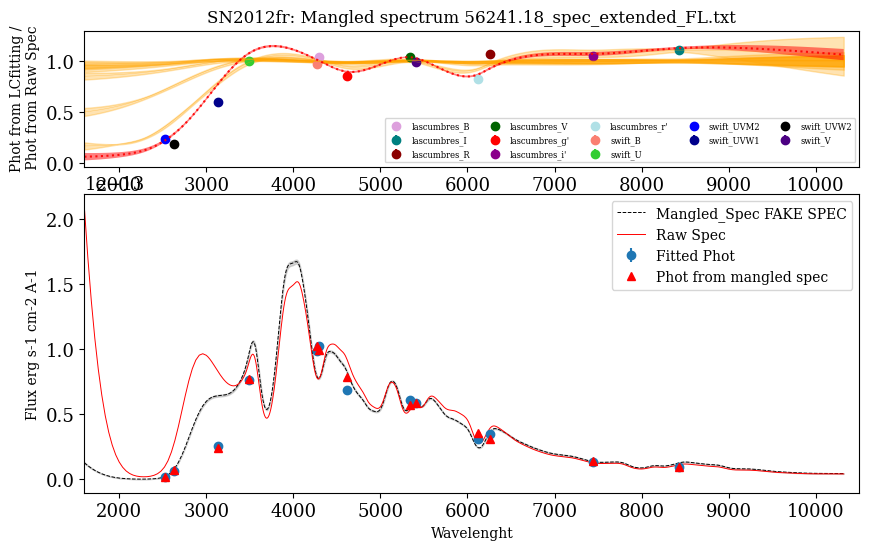 SN2012fr: Mangled spectrum 56241.18_spec_extended_FL.txt
Phot from LCfitting /
Phot from Raw Spec
1.0
0.5
0.0
lascumbres_B
lascumbres_I
lascumbres_R
lascumbres_V
lascumbres_g'
lascumbres_i'
lascumbres_r'
swift_B
swift_U
swift_UVM2
swift_UVW1
swift_UVW2
swift_V
2000 3000 4000 5000 6000 7000 8000 9000 10000
1e−13
Flux erg s-1 cm-2 A-1
2.0
1.5
1.0
0.5
0.0
Mangled_Spec FAKE SPEC
Raw Spec
Fitted Phot
Phot from mangled spec
2000 3000 4000 5000 6000 7000 8000 9000 10000
Wavelenght